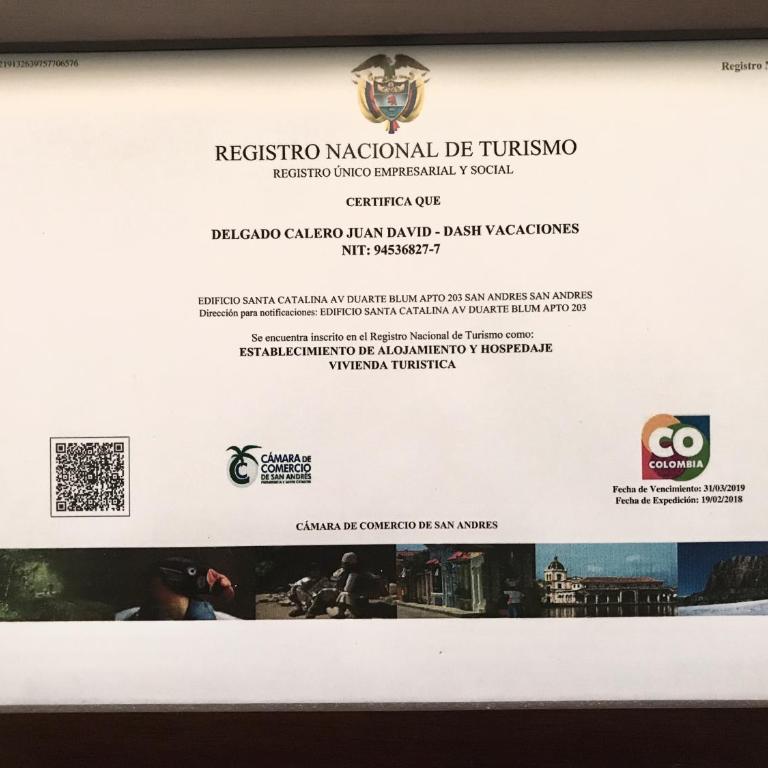 219132639757706576
Registro
REGISTRO NACIONAL DE TURISMO
REGISTRO ÚNICO EMPRESARIAL Y SOCIAL
CERTIFICA QUE
DELGADO CALERO JUAN DAVID - DASH VACACIONES
NIT: 94536827-7
EDIFICIO SANTA CATALINA AV DUARTE BLUM APTO 203 SAN ANDRES SAN ANDRES
Dirección para notificaciones: EDIFICIO SANTA CATALINA AV DUARTE BLUM APTO 203
Se encuentra inscrito en el Registro Nacional de Turismo como:
ESTABLECIMIENTO DE ALOJAMIENTO Y HOSPEDAJE
VIVIENDA TURISTICA
CÁMARA DE
COMERCIO
DE SAN ANDRÉS
CO
COLOMBIA
Fecha de Vencimiento: 31/03/2019
Fecha de Expedición: 19/02/2018
CÁMARA DE COMERCIO DE SAN ANDRES